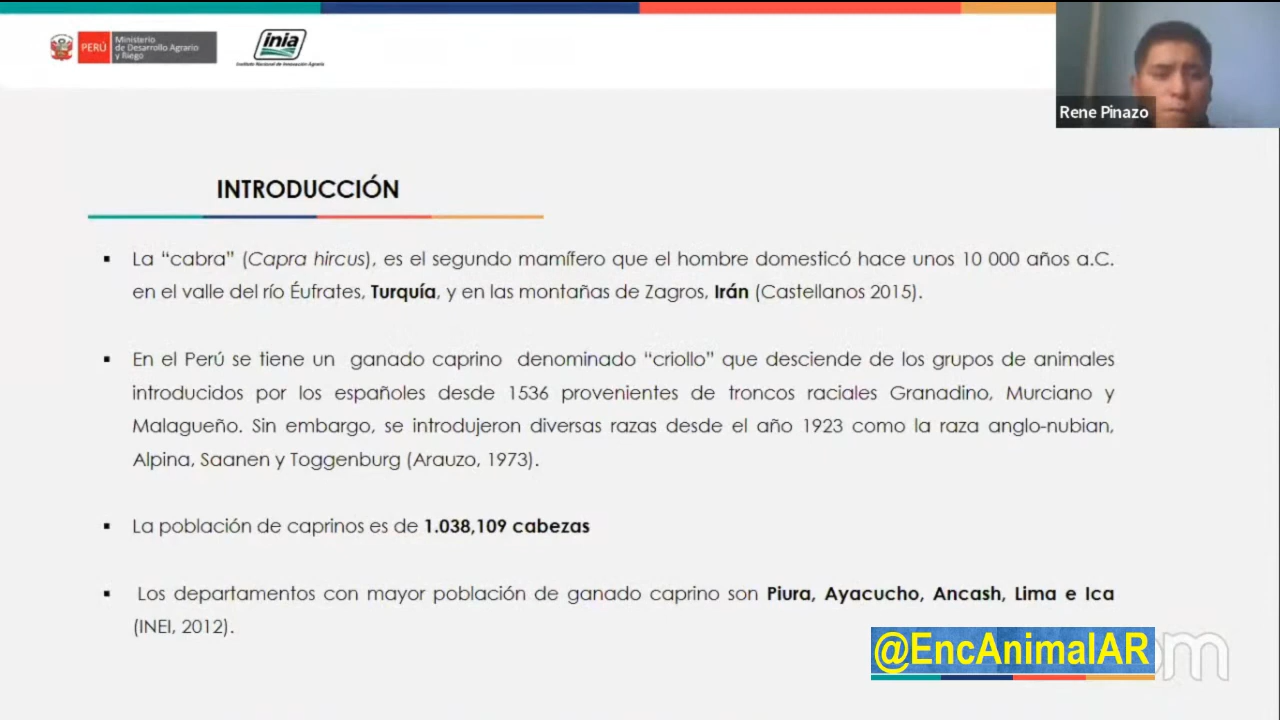 PERÚ
Ministerio
de Desarrollo Agrario
y Riego
inia
Instituto Nacional de Innovación Agraria
Rene Pinazo
INTRODUCCIÓN
▪ La “cabra” (Capra hircus), es el segundo mamífero que el hombre domesticó hace unos 10 000 años a.C.
en el valle del río Éufrates, Turquía, y en las montañas de Zagros, Irán (Castellanos 2015).
▪ En el Perú se tiene un ganado caprino denominado “criollo” que desciende de los grupos de animales
introducidos por los españoles desde 1536 provenientes de troncos raciales Granadino, Murciano y
Malagueño. Sin embargo, se introdujeron diversas razas desde el año 1923 como la raza anglo-nubian,
Alpina, Saanen y Toggenburg (Arauzo, 1973).
▪ La población de caprinos es de 1.038,109 cabezas
▪ Los departamentos con mayor población de ganado caprino son Piura, Ayacucho, Ancash, Lima e Ica
(INEI, 2012).
@EncAnimalAR